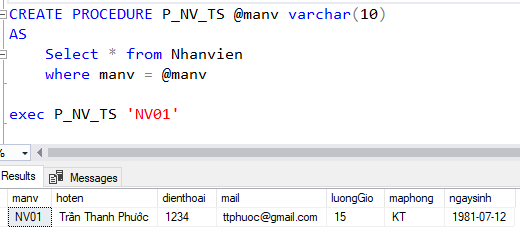 CREATE PROCEDURE P_NV_TS @manv varchar(10)
AS
Select * from Nhanvien
where manv = @manv
exec P_NV_TS 'NV01'
%
Results Messages
manv hoten dienthoai mail luongGio maphong ngaysinh
NV01 Trần Thanh Phước 1234 ttphuoc@gmail.com 15 KT 1981-07-12